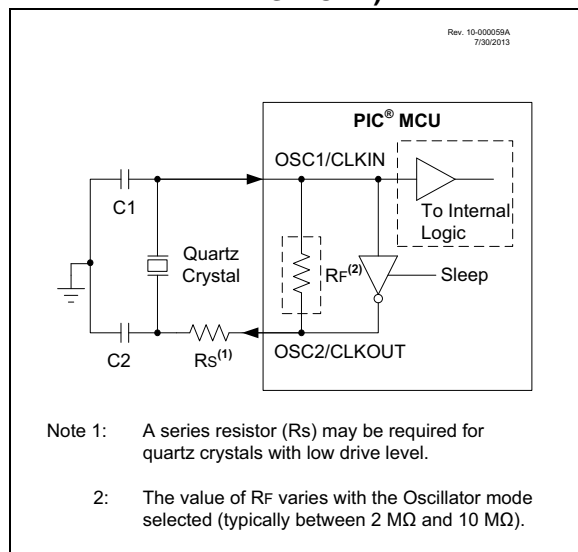 Rev. 10-000059A
7/30/2013
PIC® MCU
OSC1/CLKIN
C1
To Internal
Logic
Quartz
Crystal
RF(2)
Sleep
C2
RS(1)
OSC2/CLKOUT
Note 1: A series resistor (Rs) may be required for
quartz crystals with low drive level.
2: The value of RF varies with the Oscillator mode
selected (typically between 2 MΩ and 10 MΩ).